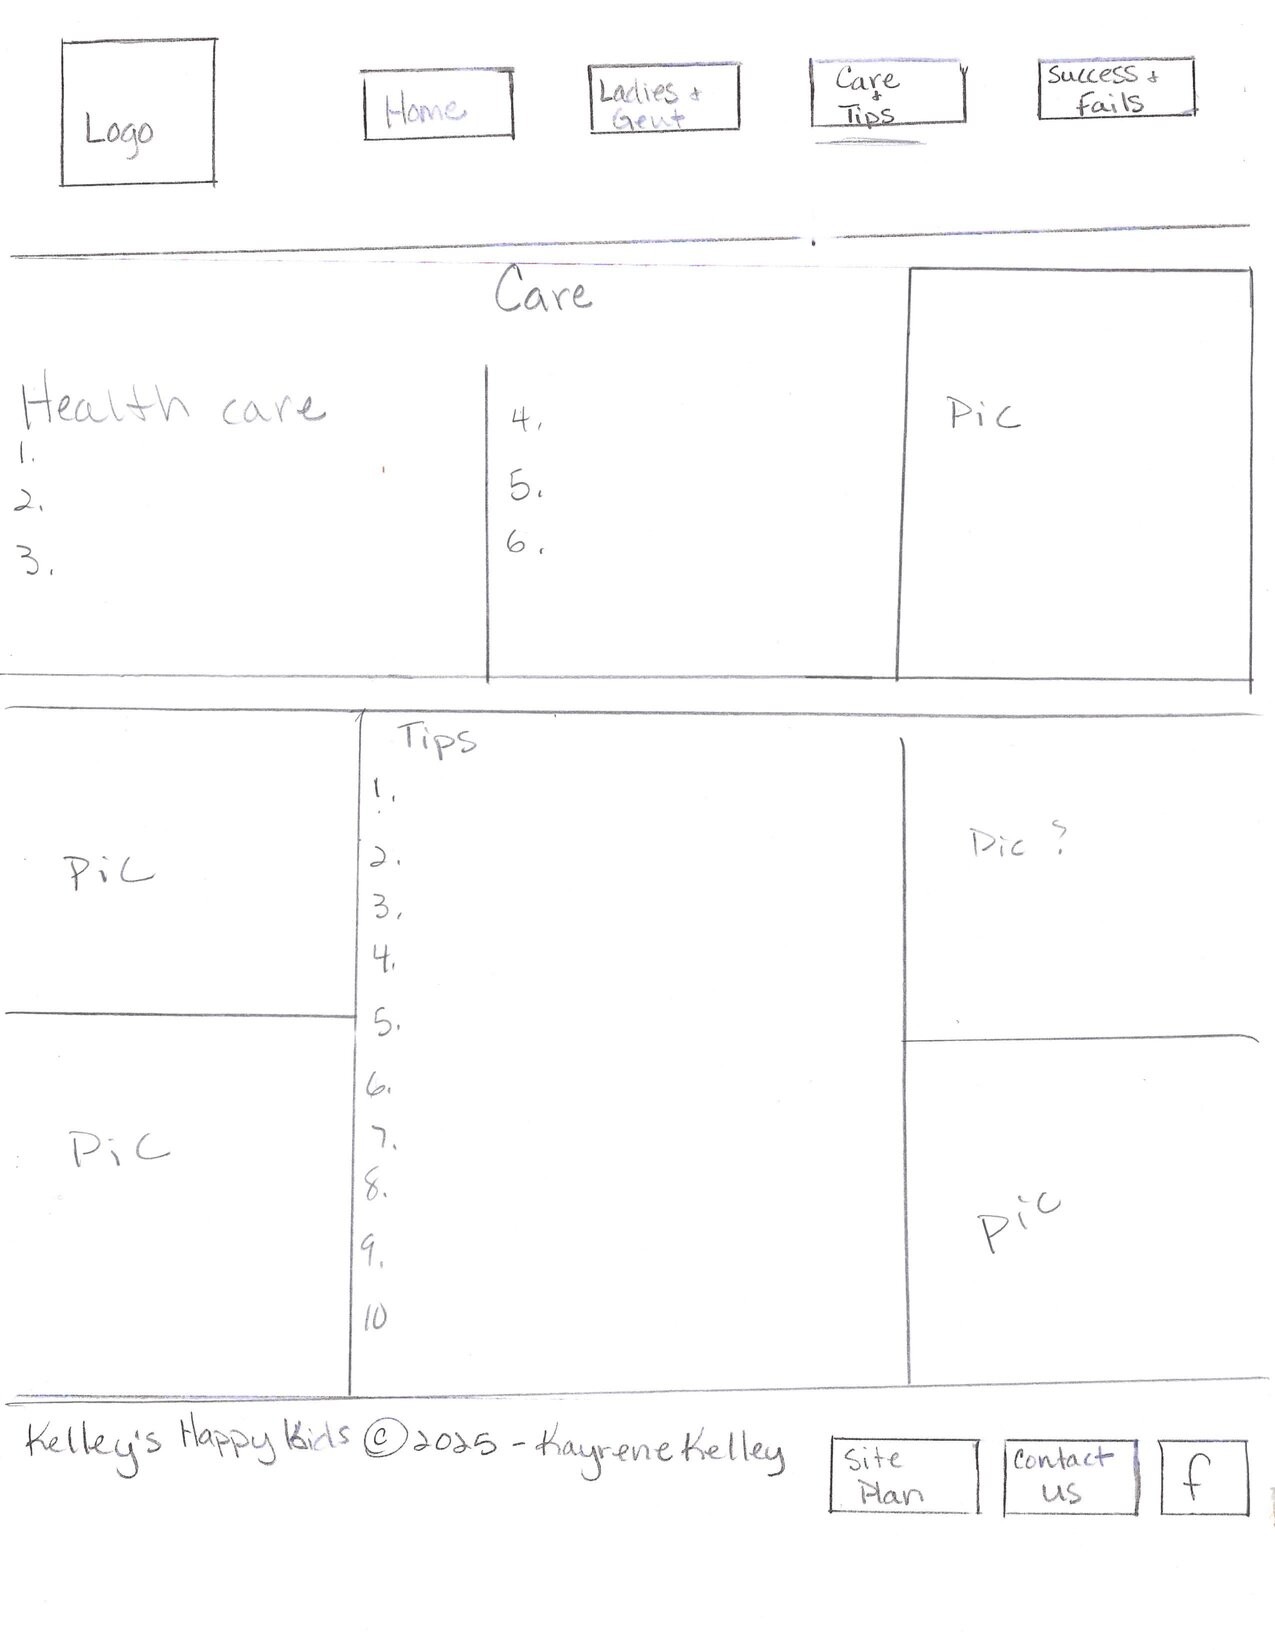 Logo
Home
Ladies +
Gent
Care
+
Tips
Success +
Fails
Care
Health care
1.
2.
3.
4.
5.
6.
Pic
Pic
Pic
Tips
1.
2.
3.
4.
5.
6.
7.
8.
9.
10
Pic ?
Pic
Kelley's Happy Kids © 2025 - Kayrene Kelley
Site
Plan
Contact
us
f